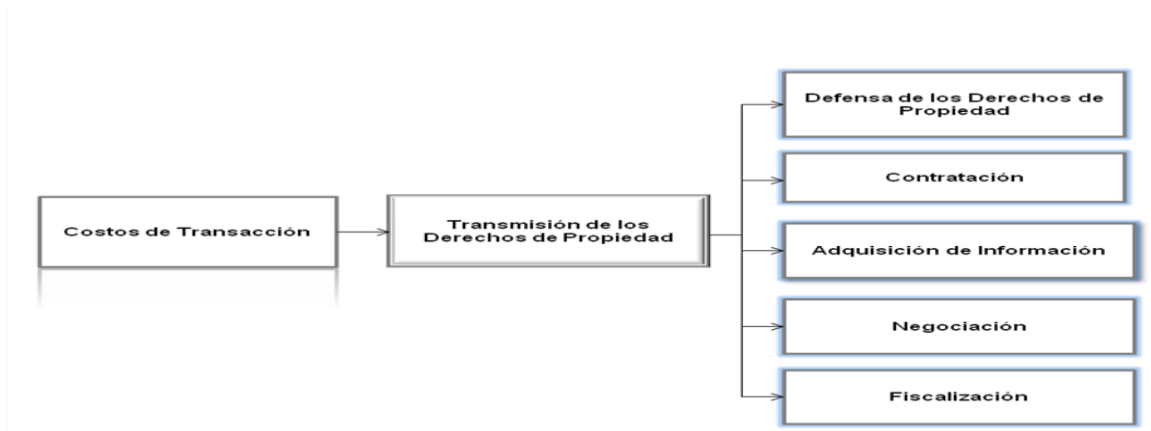 Costos de Transacción
Transmisión de los
Derechos de Propiedad
Defensa de los Derechos de
Propiedad
Contratación
Adquisición de Información
Negociación
Fiscalización